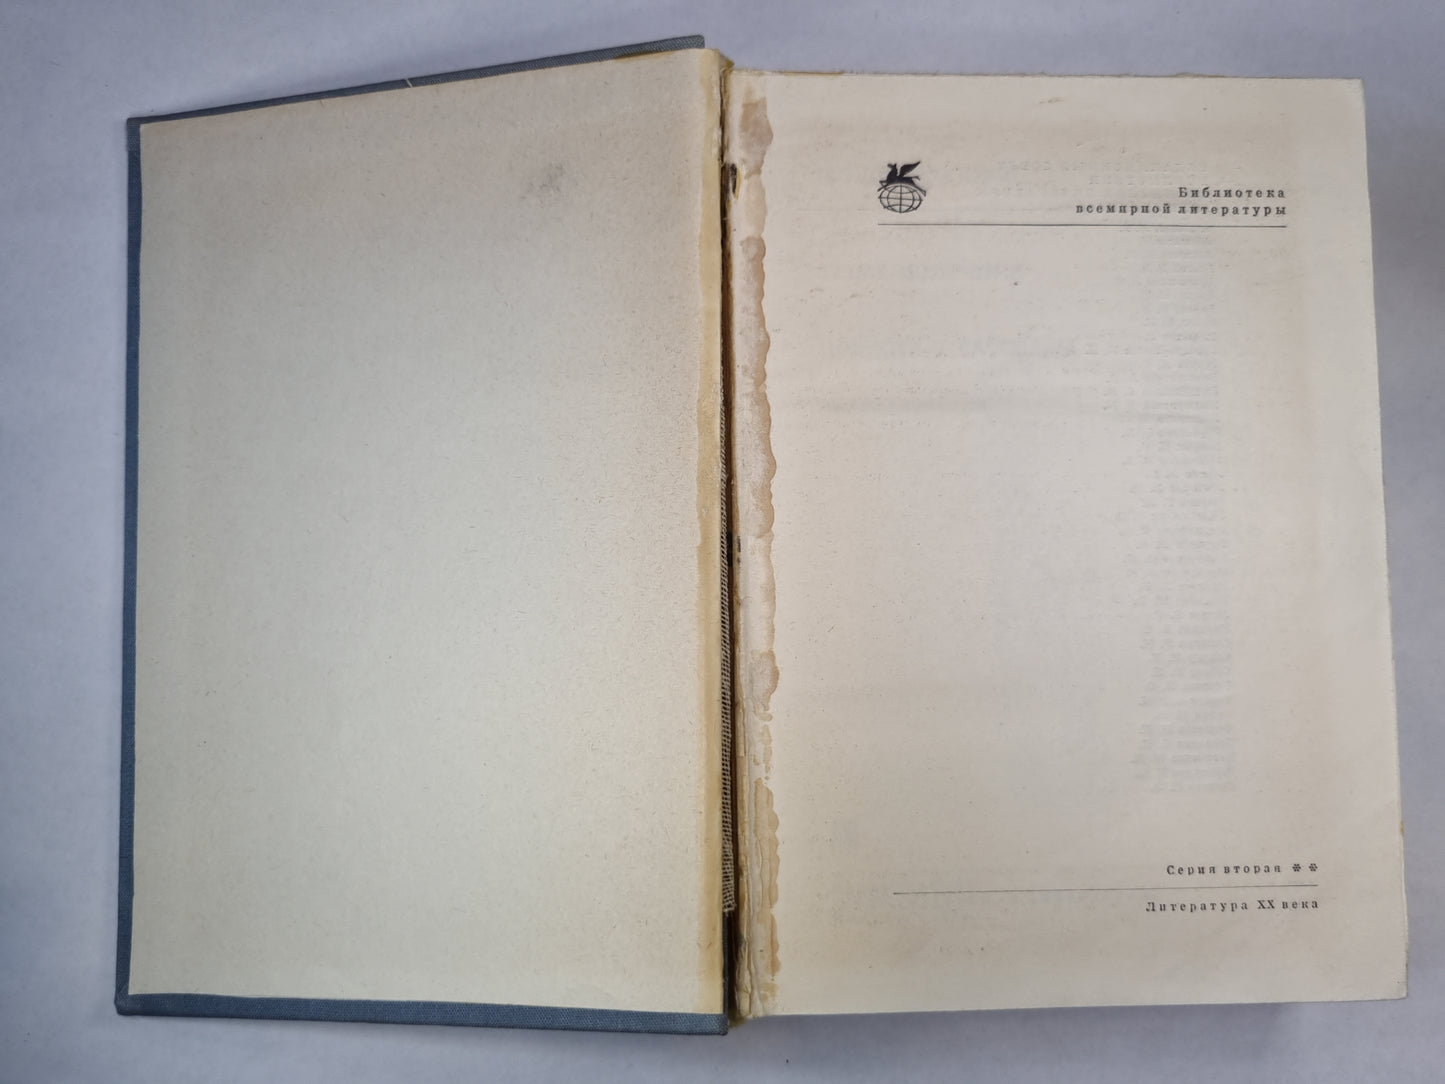 Библиотека
всемирной литературы
Серия вторая **
Литература XX века